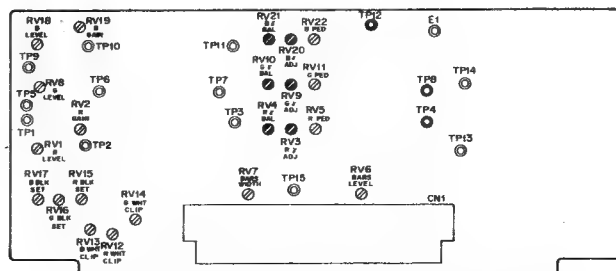 RV18
B
LEVEL
RV19
B
GAIN
TP10
TP9
RV8
G
LEVEL
TP6
TP5
TP1
RV2
R
GAIN
TP2
RV1
R
LEVEL
RV17
B BLK
SET
RV15
R BLK
SET
RV16
G BLK
SET
RV14
G WHT
CLIP
RV13
B WHT
CLIP
RV12
R WHT
CLIP
RV21
B γ
BAL
RV22
B PED
TP12
E1
TP11
RV20
B γ
ADJ
RV10
G γ
BAL
RV11
G PED
TP7
RV9
G γ
ADJ
TP8
TP14
TP3
RV4
R γ
BAL
RV5
R PED
TP4
RV3
R γ
ADJ
TP13
RV7
BARS
WIDTH
TP15
RV6
BARS
LEVEL
CN1